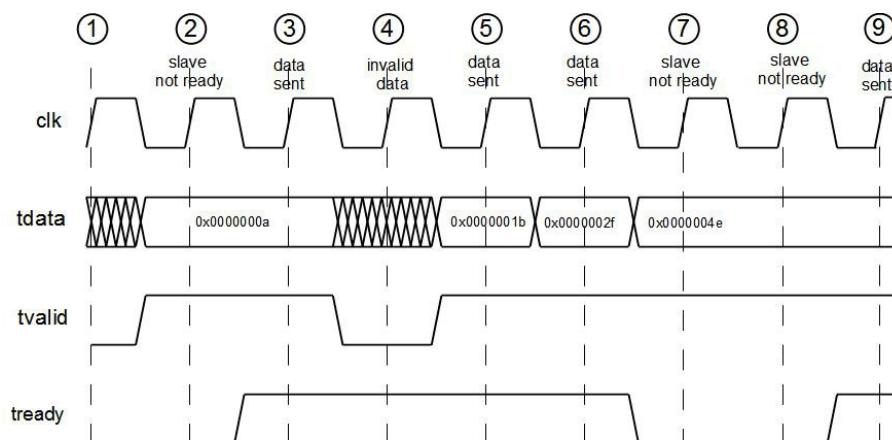 1 2 3 4 5 6 7 8 9
slave not ready
data sent
invalid data
data sent
data sent
slave not ready
slave not ready
data sent
clk
tdata 0x0000000a 0x0000001b 0x0000002f 0x0000004e
tvalid
tready